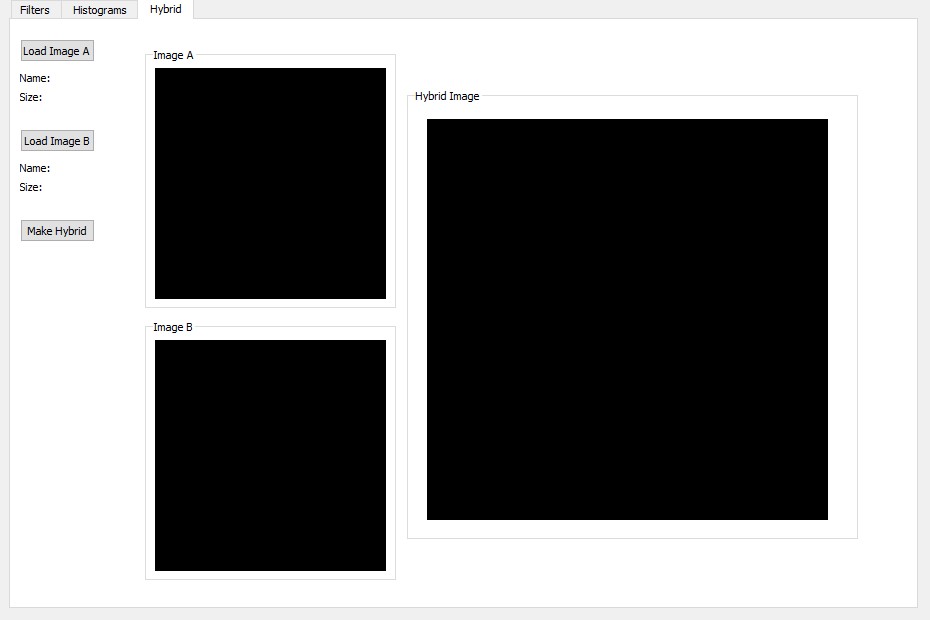 Filters Histograms Hybrid
Load Image A
Name:
Size:
Load Image B
Name:
Size:
Make Hybrid
Image A
Image B
Hybrid Image